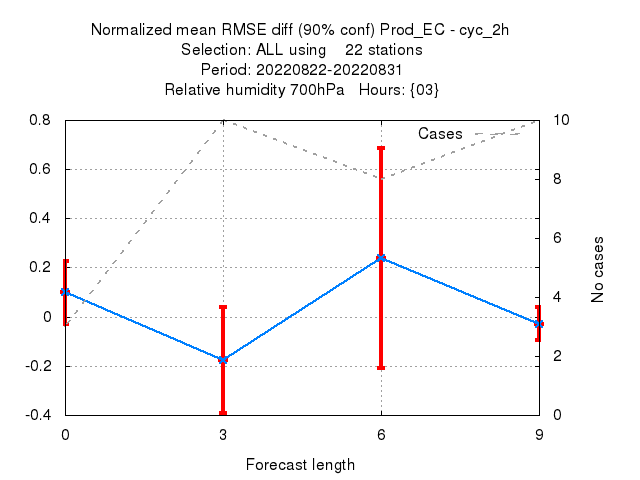 Normalized mean RMSE diff (90% conf) Prod_EC - cyc_2h
Selection: ALL using    22 stations
Period: 20220822-20220831
Relative humidity 700hPa   Hours: {03}
0.8
0.6
0.4
0.2
0
-0.2
-0.4
10
8
6
4
2
0
Cases
No cases
0 3 6 9
Forecast length